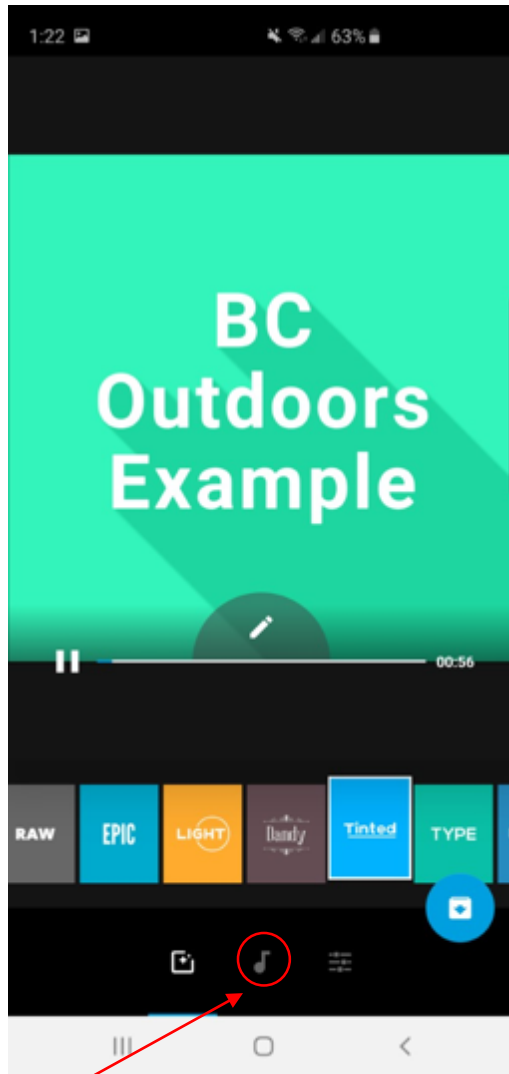 1:22 63%
BC
Outdoors
Example
00:56
RAW EPIC LIGHT Dandy Tinted TYPE